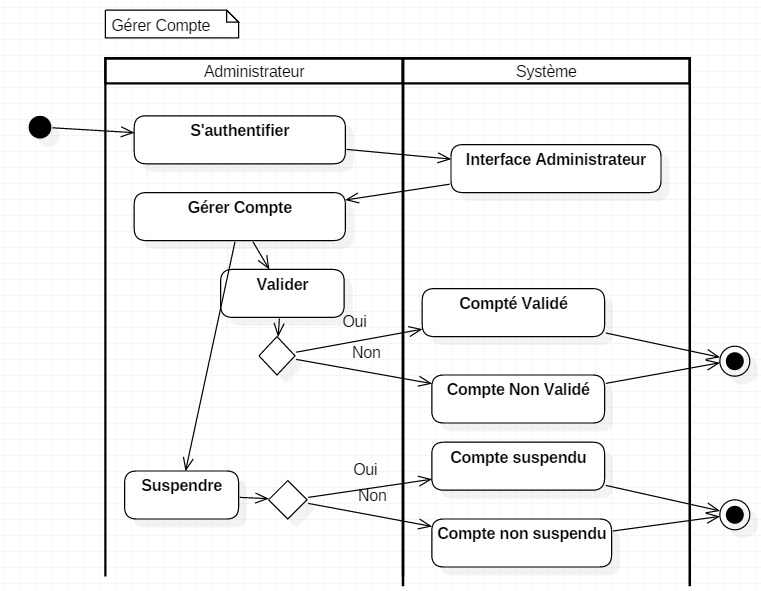 Gérer Compte
Administrateur
Système
S'authentifier
Interface Administrateur
Gérer Compte
Valider
Oui
Compté Validé
Non
Compte Non Validé
Suspendre
Oui
Compte suspendu
Non
Compte non suspendu